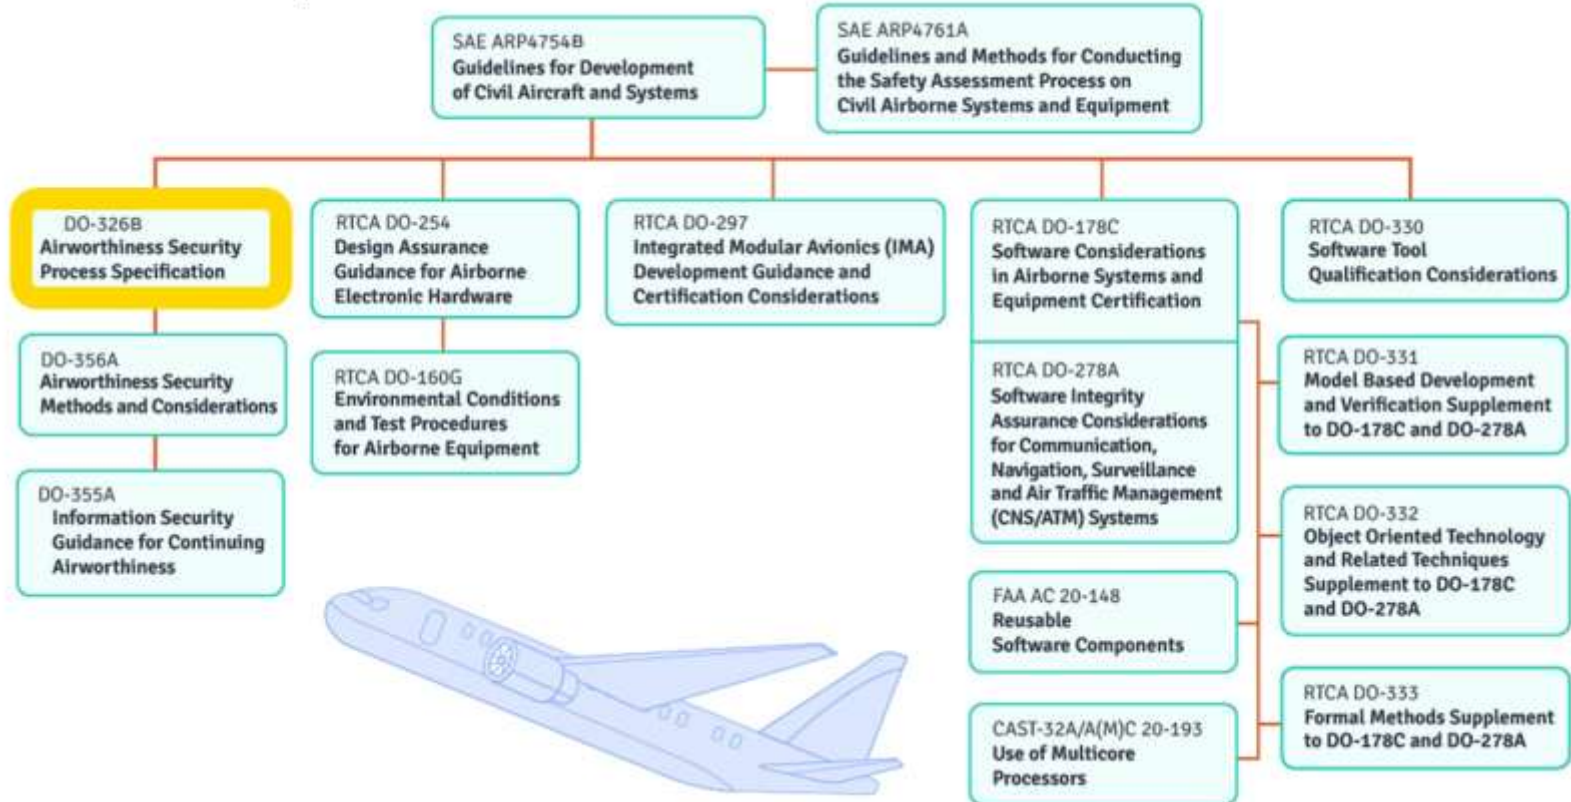 SAE ARP4754B
Guidelines for Development
of Civil Aircraft and Systems
SAE ARP4761A
Guidelines and Methods for Conducting
the Safety Assessment Process on
Civil Airborne Systems and Equipment
DO-326B
Airworthiness Security
Process Specification
DO-356A
Airworthiness Security
Methods and Considerations
DO-355A
Information Security
Guidance for Continuing
Airworthiness
RTCA DO-254
Design Assurance
Guidance for Airborne
Electronic Hardware
RTCA DO-160G
Environmental Conditions
and Test Procedures
for Airborne Equipment
RTCA DO-297
Integrated Modular Avionics (IMA)
Development Guidance and
Certification Considerations
RTCA DO-178C
Software Considerations
in Airborne Systems and
Equipment Certification
RTCA DO-278A
Software Integrity
Assurance Considerations
for Communication,
Navigation, Surveillance
and Air Traffic Management
(CNS/ATM) Systems
FAA AC 20-148
Reusable
Software Components
CAST-32A/A(M)C 20-193
Use of Multicore
Processors
RTCA DO-330
Software Tool
Qualification Considerations
RTCA DO-331
Model Based Development
and Verification Supplement
to DO-178C and DO-278A
RTCA DO-332
Object Oriented Technology
and Related Techniques
Supplement to DO-178C
and DO-278A
RTCA DO-333
Formal Methods Supplement
to DO-178C and DO-278A